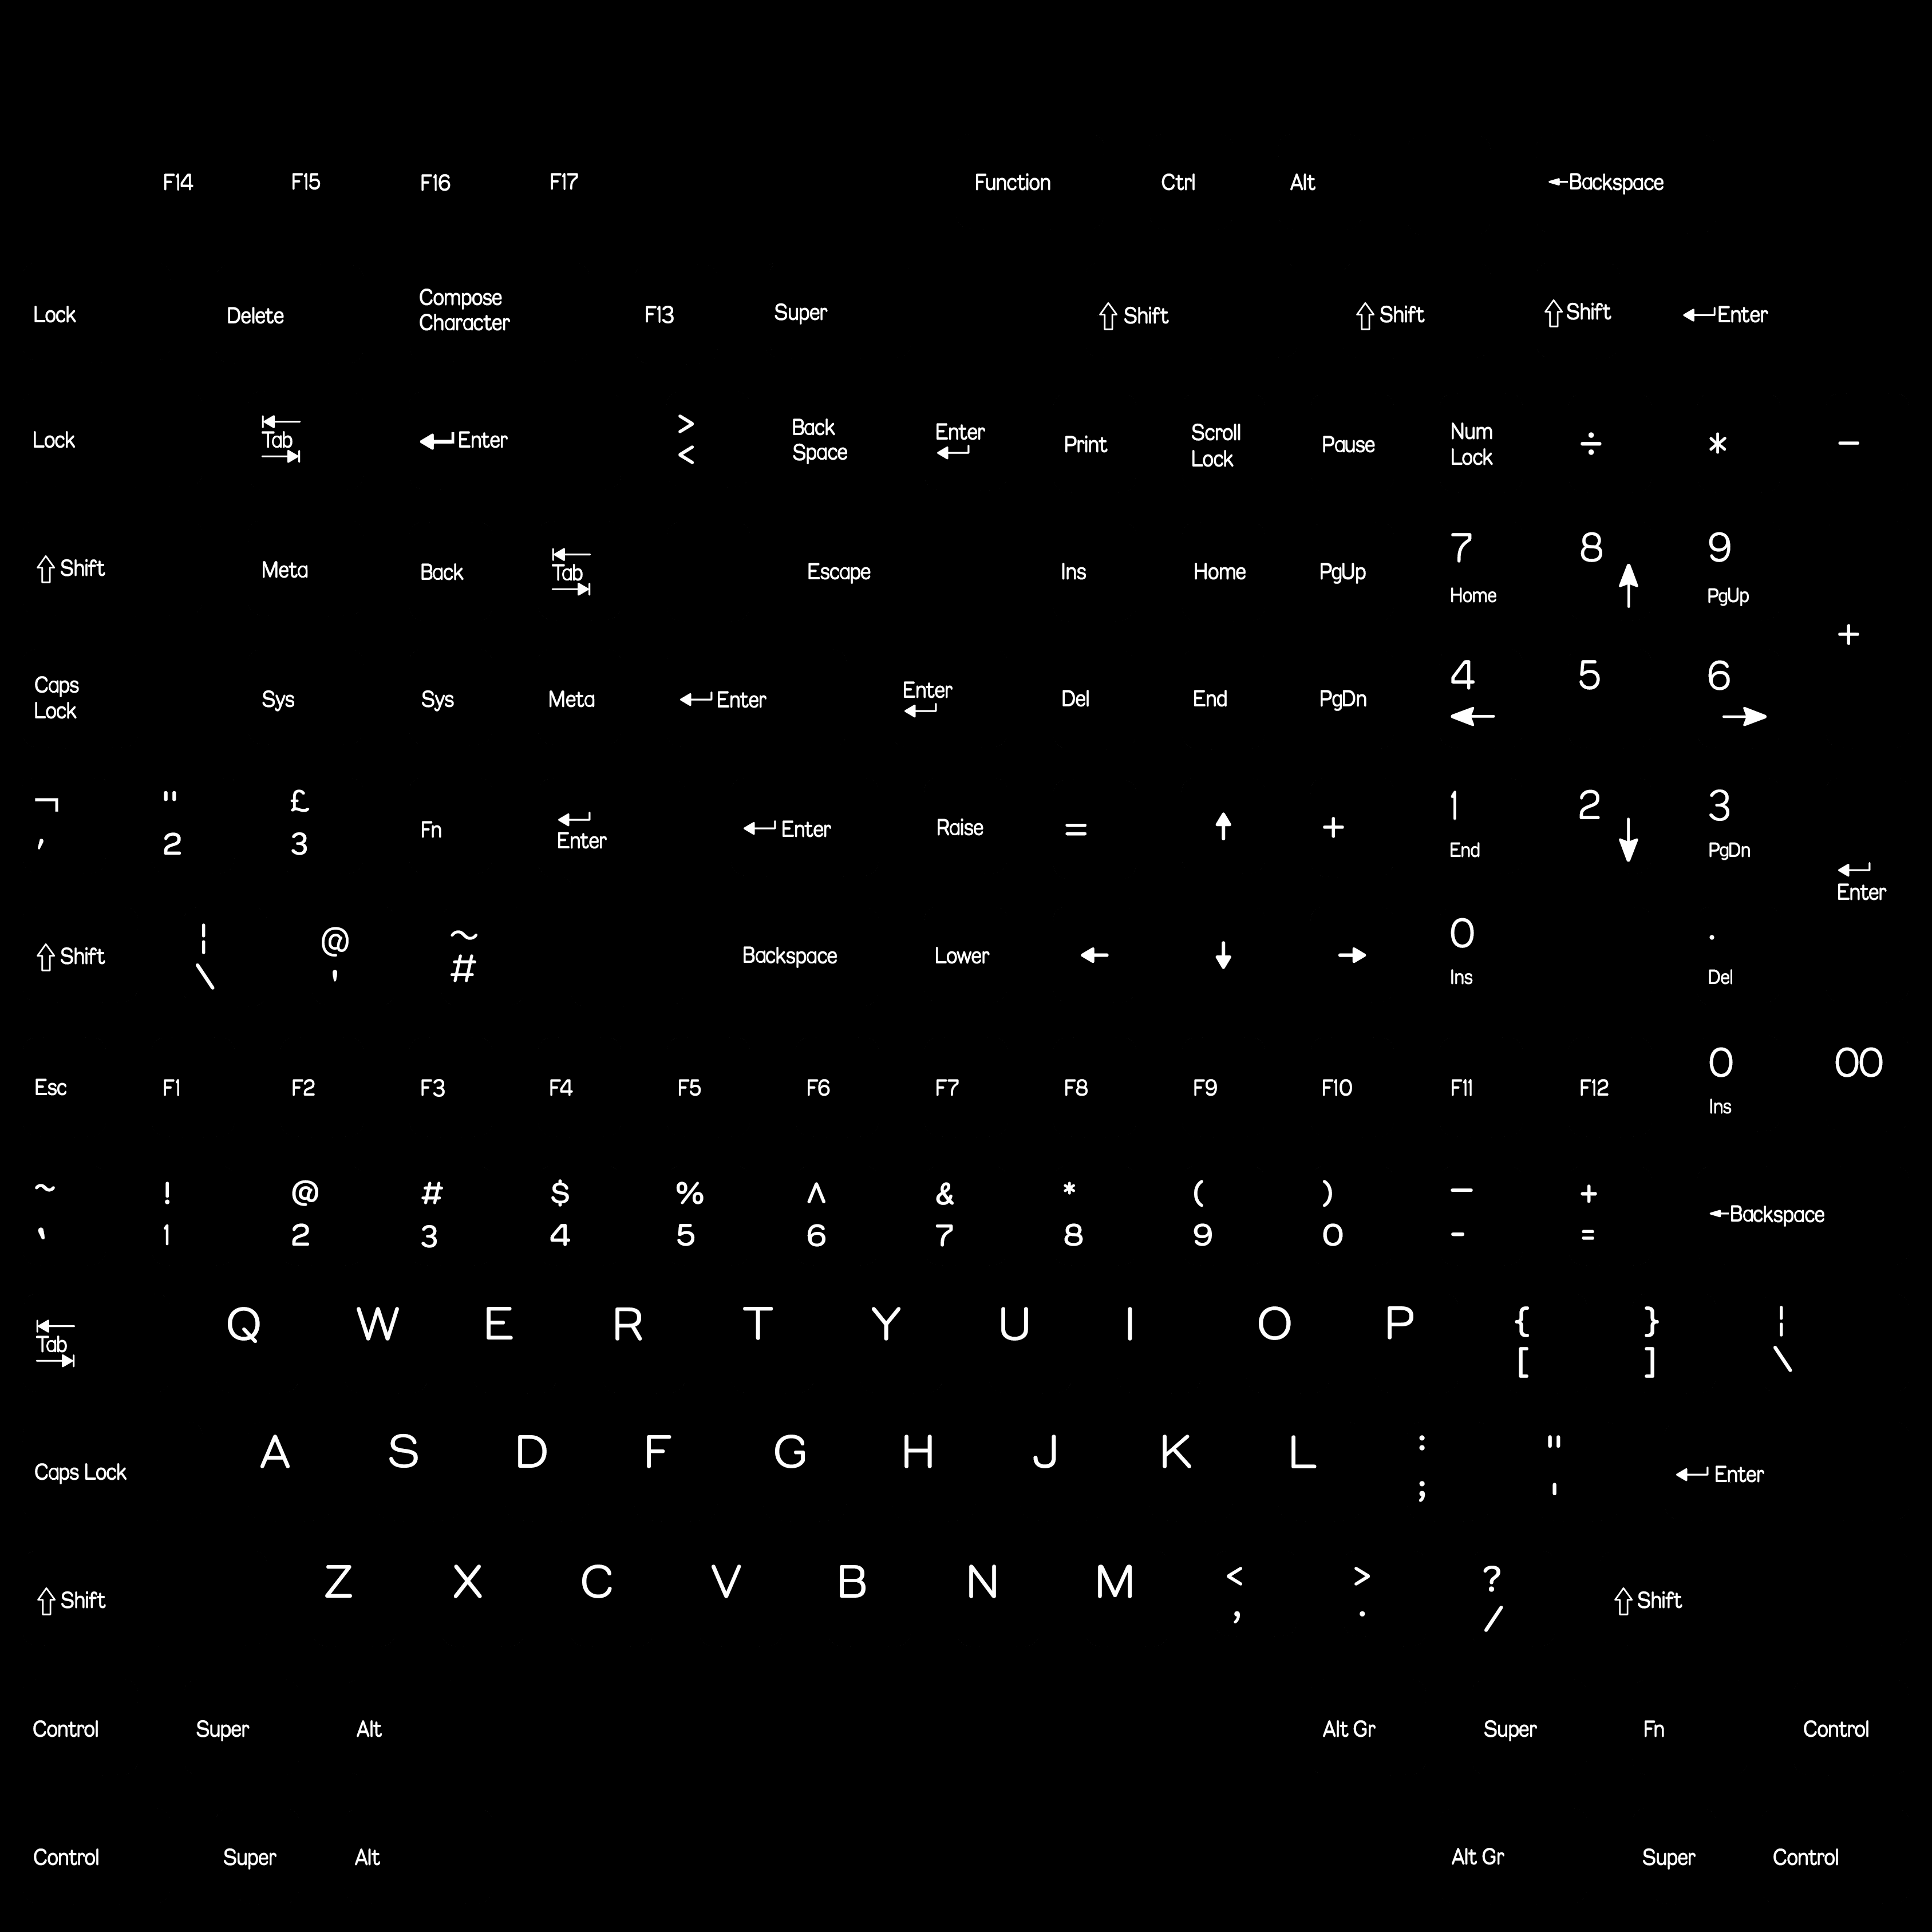 F14 F15 F16 F17 Function Ctrl Alt ←Backspace
Lock Delete Compose F13 Super ⇧ Shift ⇧ Shift ⇧ Shift ↵ Enter
Character
Lock Tab ↵ Enter > Back Enter Print Scroll Pause Num ÷ * −
< Space ↵ Lock Lock
⇧ Shift Meta Back Tab Escape Ins Home PgUp 7 8 ↑ 9
Home PgUp
+
Caps Sys Sys Meta ↵ Enter Enter Del End PgDn 4 5 6
Lock ↵ ← →
¬ " £ Fn ↵ ↵ Enter Raise = ↑ + 1 2 3
, 2 3 Enter End ↓ PgDn
↵
Enter
⇧ Shift ¦ @ ~ Backspace Lower ← ↓ → 0 .
\ ' # Ins Del
Esc F1 F2 F3 F4 F5 F6 F7 F8 F9 F10 F11 F12 0 00
Ins
~ ! @ # $ % ^ & * ( ) — + ←Backspace
` 1 2 3 4 5 6 7 8 9 0 - =
Tab Q W E R T Y U I O P { } ¦
[ ] \
Caps Lock A S D F G H J K L : " ↵ Enter
; '
⇧ Shift Z X C V B N M < > ? ⇧ Shift
, . /
Control Super Alt Alt Gr Super Fn Control
Control Super Alt Alt Gr Super Control